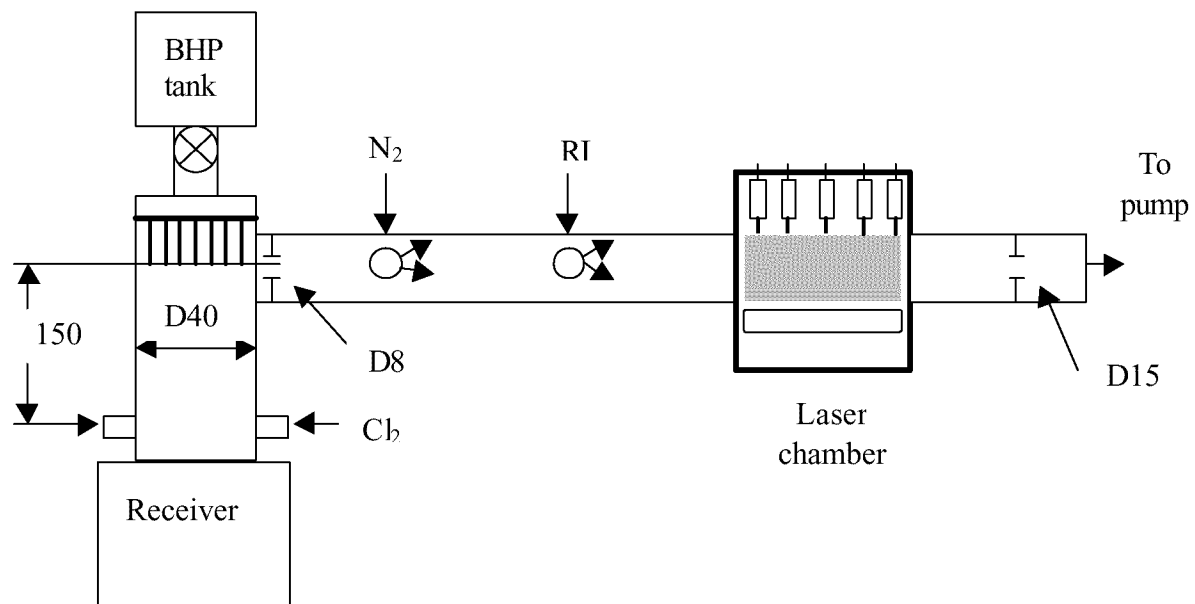 BHP
tank
N₂
RI
To
pump
150
D40
D8
D15
Cl₂
Laser
chamber
Receiver